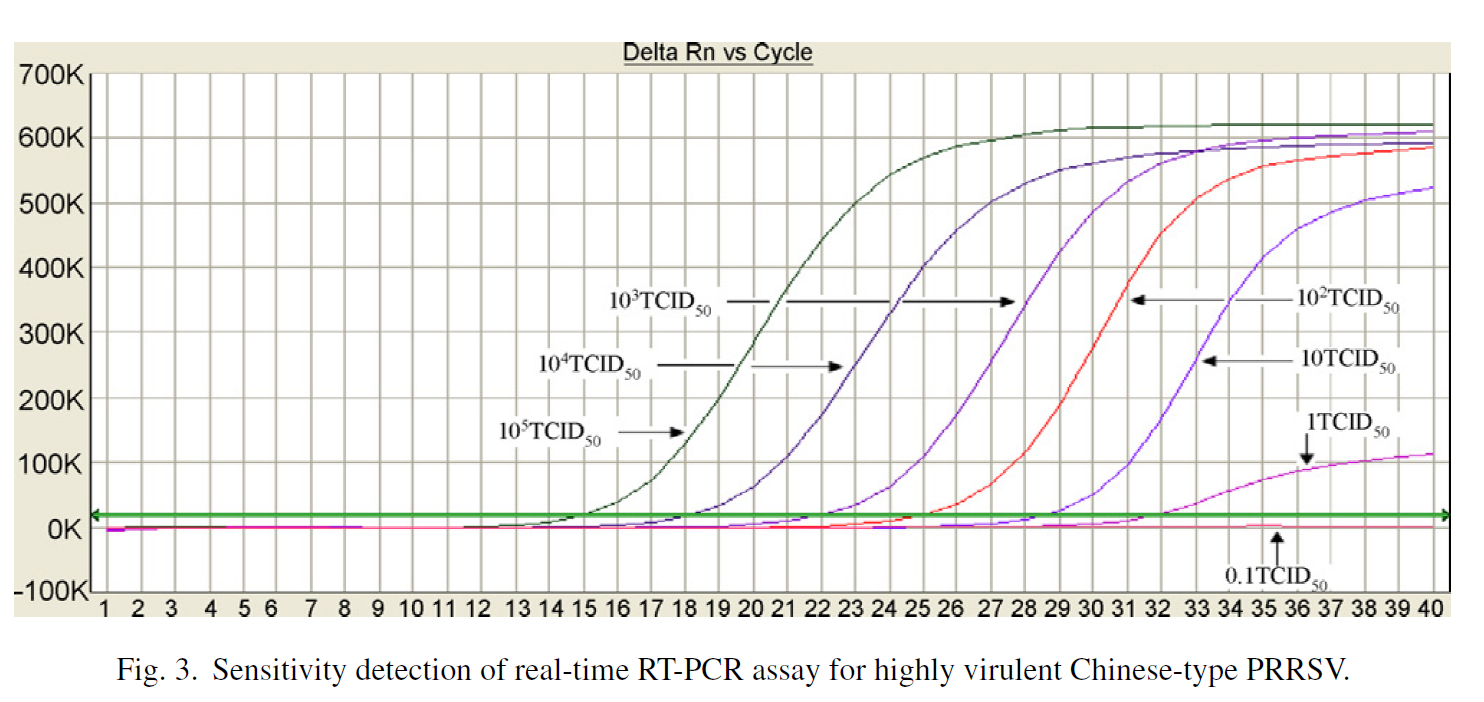 Delta Rn vs Cycle
700K
600K
500K
400K
300K
200K
100K
0K
-100K
10³TCID₅₀
10²TCID₅₀
10⁴TCID₅₀
10TCID₅₀
10⁵TCID₅₀
1TCID₅₀
0.1TCID₅₀
1 2 3 4 5 6 7 8 9 10 11 12 13 14 15 16 17 18 19 20 21 22 23 24 25 26 27 28 29 30 31 32 33 34 35 36 37 38 39 40
Fig. 3. Sensitivity detection of real-time RT-PCR assay for highly virulent Chinese-type PRRSV.